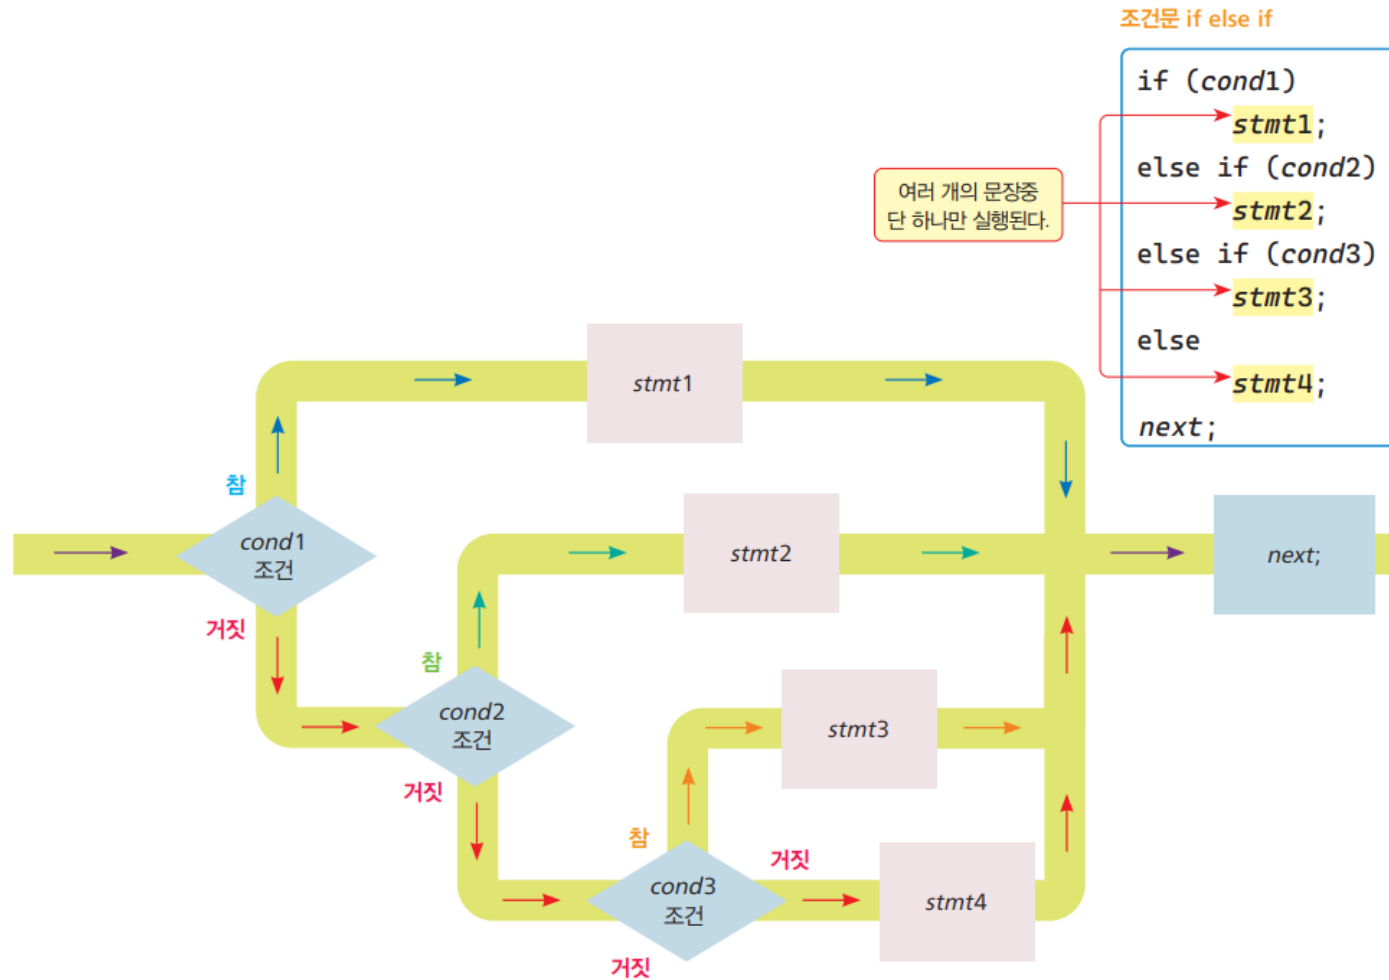 조건문 if else if
if (cond1)
stmt1;
else if (cond2)
stmt2;
else if (cond3)
stmt3;
else
stmt4;
next;
여러 개의 문장중
단 하나만 실행된다.
stmt1
참
cond1
조건
거짓
stmt2
next;
참
cond2
조건
거짓
stmt3
참
cond3
조건
거짓
stmt4
거짓